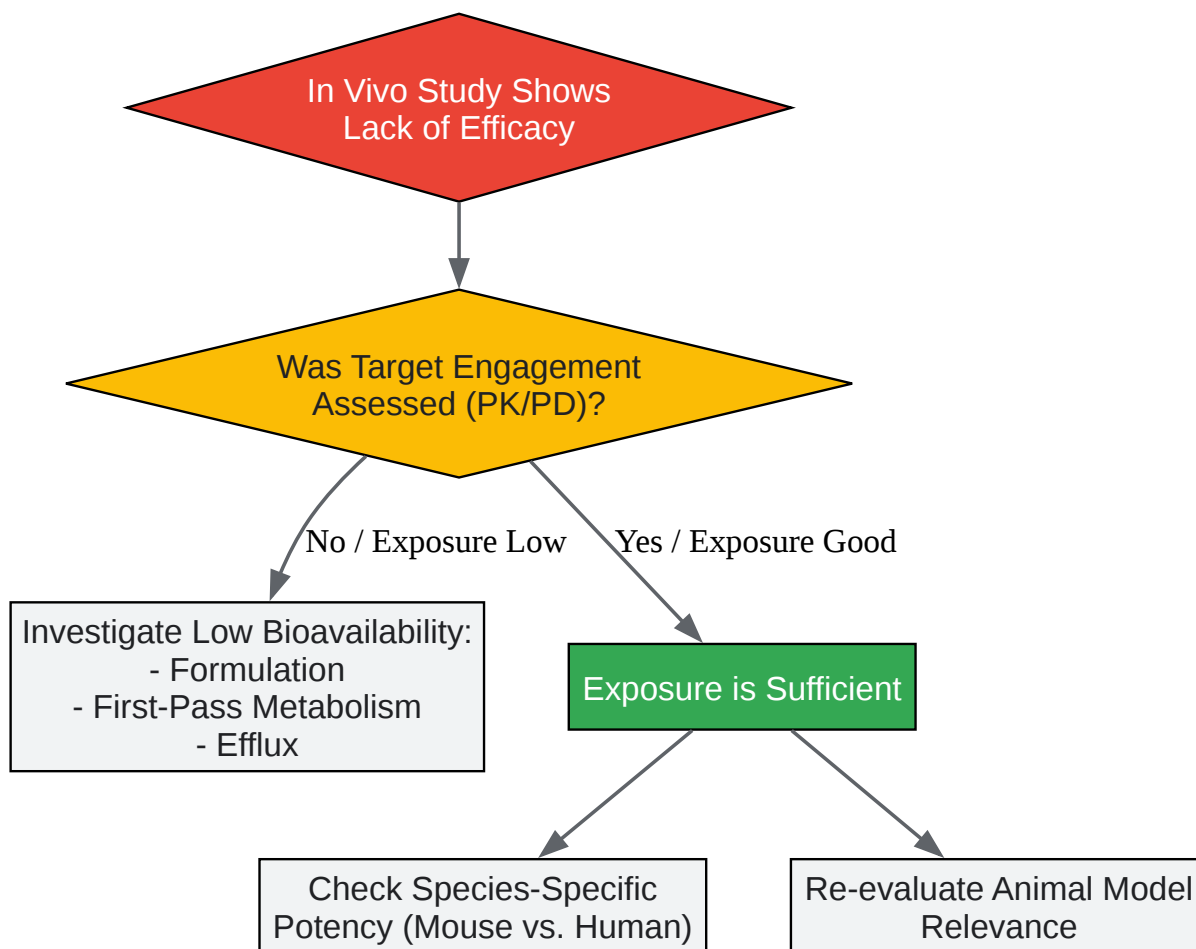 In Vivo Study Shows
Lack of Efficacy
Was Target Engagement
Assessed (PK/PD)?
No / Exposure Low
Yes / Exposure Good
Investigate Low Bioavailability:
- Formulation
- First-Pass Metabolism
- Efflux
Exposure is Sufficient
Check Species-Specific
Potency (Mouse vs. Human)
Re-evaluate Animal Model
Relevance